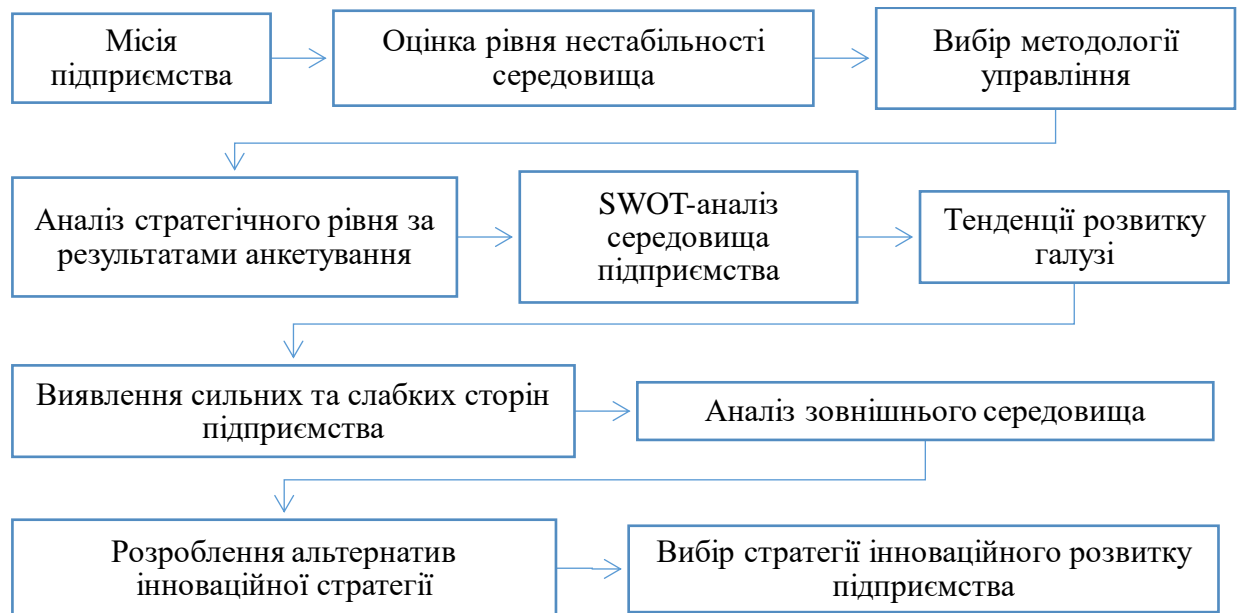 Місія
підприємства
Оцінка рівня нестабільності
середовища
Вибір методології
управління
Аналіз стратегічного рівня за
результатами анкетування
SWOT-аналіз
середовища
підприємства
Тенденції розвитку
галузі
Виявлення сильних та слабких сторін
підприємства
Аналіз зовнішнього середовища
Розроблення альтернатив
інноваційної стратегії
Вибір стратегії інноваційного розвитку
підприємства